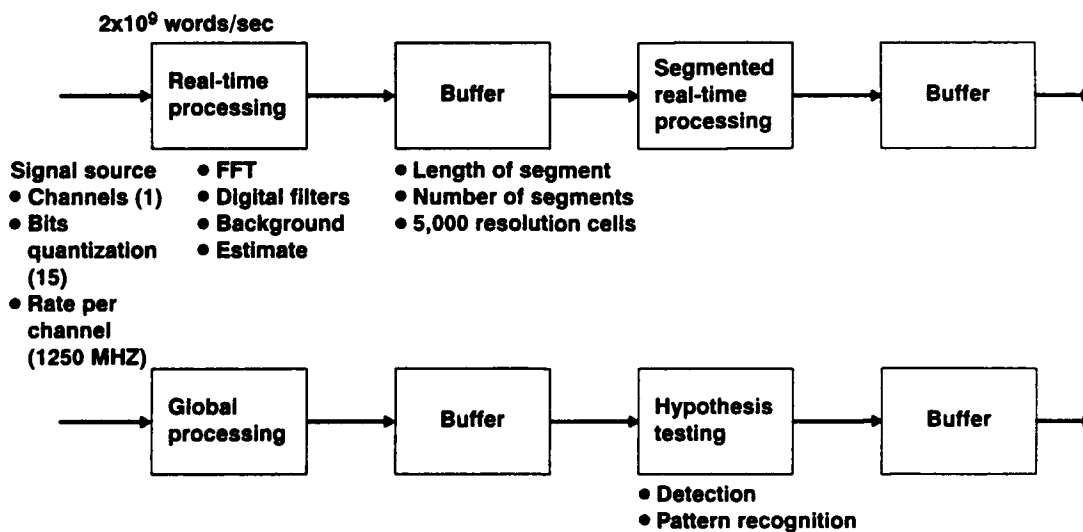 2x10⁹ words/sec
Real-time
processing
Buffer
Segmented
real-time
processing
Buffer
Signal source
• Channels (1)
• Bits
quantization
(15)
• Rate per
channel
(1250 MHZ)
• FFT
• Digital filters
• Background
• Estimate
• Length of segment
• Number of segments
• 5,000 resolution cells
Global
processing
Buffer
Hypothesis
testing
Buffer
• Detection
• Pattern recognition